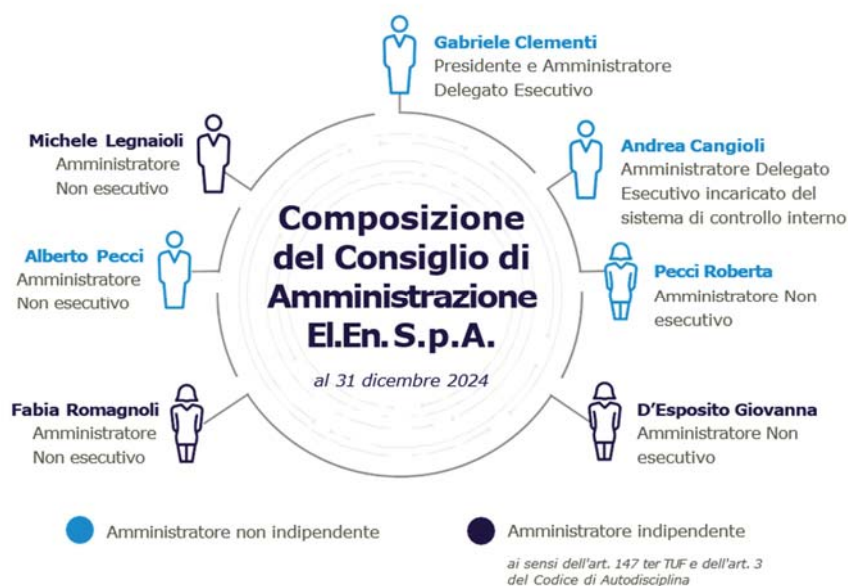 Gabriele Clementi
Presidente e Amministratore
Delegato Esecutivo
Michele Legnaioli
Amministratore
Non esecutivo
Andrea Cangioli
Amministratore Delegato
Esecutivo incaricato del
sistema di controllo interno
Composizione
del Consiglio di
Amministrazione
El.En. S.p.A.
al 31 dicembre 2024
Alberto Pecci
Amministratore
Non esecutivo
Pecci Roberta
Amministratore Non
esecutivo
Fabia Romagnoli
Amministratore
Non esecutivo
D'Esposito Giovanna
Amministratore Non
esecutivo
Amministratore non indipendente
Amministratore indipendente
ai sensi dell'art. 147 ter TUF e dell'art. 3
del Codice di Autodisciplina